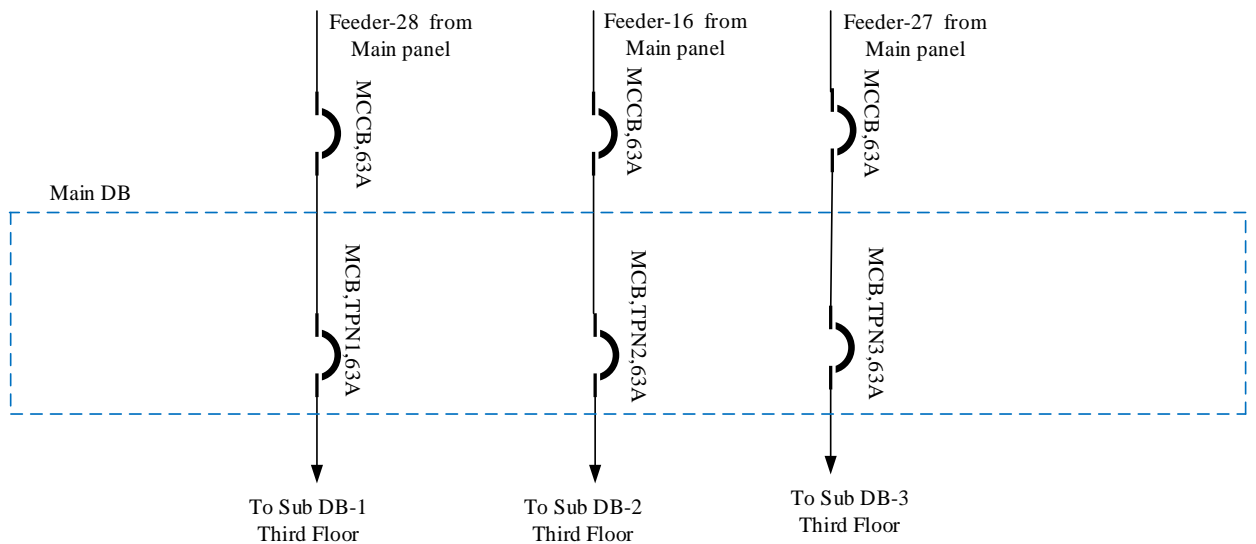 Feeder-28 from
Main panel
Feeder-16 from
Main panel
Feeder-27 from
Main panel
MCCB,63A
MCCB,63A
MCCB,63A
Main DB
MCB,TPN1,63A
MCB,TPN2,63A
MCB,TPN3,63A
To Sub DB-1
Third Floor
To Sub DB-2
Third Floor
To Sub DB-3
Third Floor